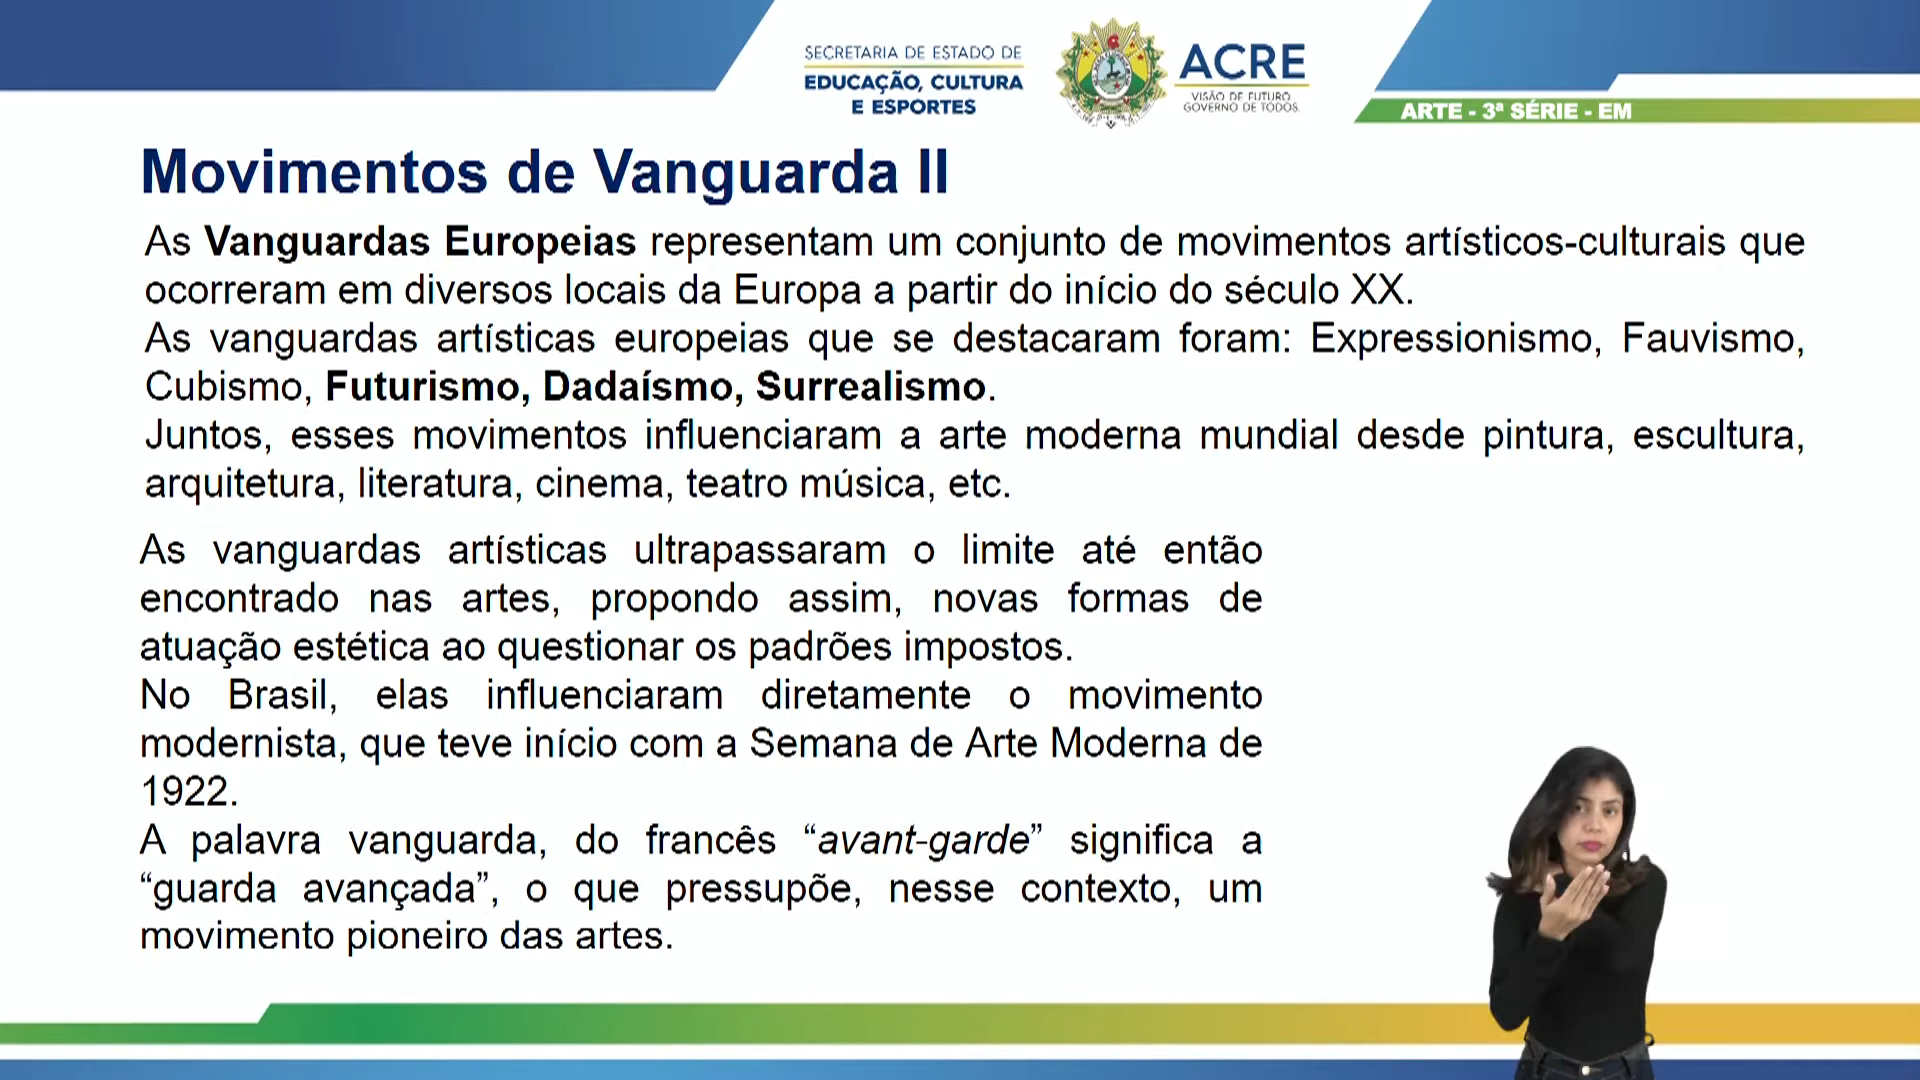 SECRETARIA DE ESTADO DE
EDUCAÇÃO, CULTURA
E ESPORTES
ACRE
VISÃO DE FUTURO
GOVERNO DE TODOS.
ARTE - 3ª SÉRIE - EM
Movimentos de Vanguarda II
As Vanguardas Europeias representam um conjunto de movimentos artísticos-culturais que
ocorreram em diversos locais da Europa a partir do início do século XX.
As vanguardas artísticas europeias que se destacaram foram: Expressionismo, Fauvismo,
Cubismo, Futurismo, Dadaísmo, Surrealismo.
Juntos, esses movimentos influenciaram a arte moderna mundial desde pintura, escultura,
arquitetura, literatura, cinema, teatro música, etc.
As vanguardas artísticas ultrapassaram o limite até então
encontrado nas artes, propondo assim, novas formas de
atuação estética ao questionar os padrões impostos.
No Brasil, elas influenciaram diretamente o movimento
modernista, que teve início com a Semana de Arte Moderna de
1922.
A palavra vanguarda, do francês “avant-garde” significa a
“guarda avançada”, o que pressupõe, nesse contexto, um
movimento pioneiro das artes.